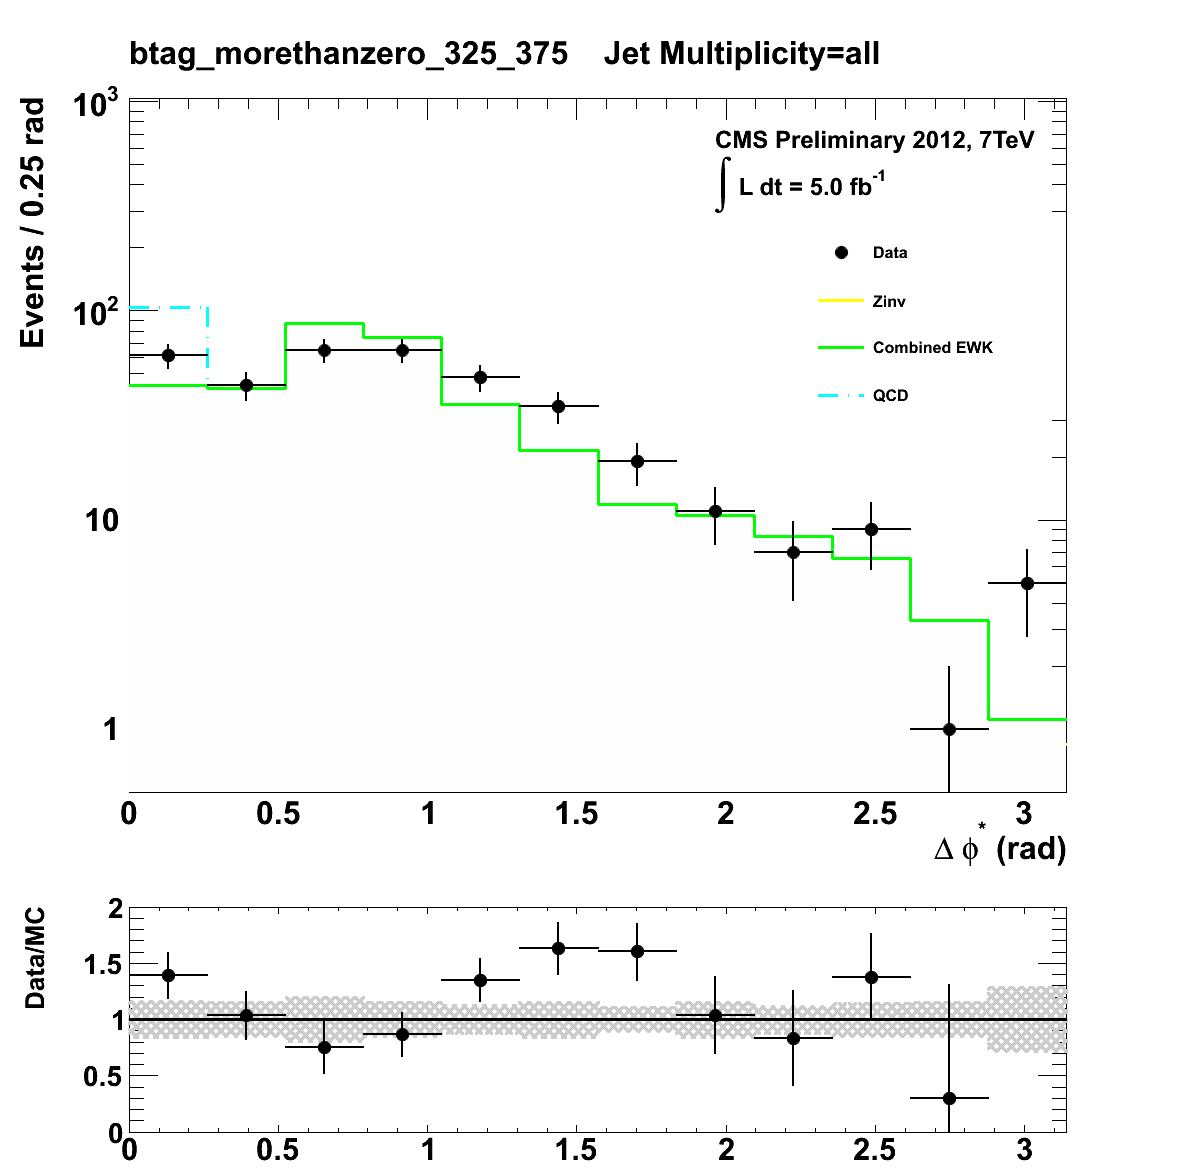 btag_morethanzero_325_375 Jet Multiplicity=all
Events / 0.25 rad
10³
10²
10
1
CMS Preliminary 2012, 7TeV
∫ L dt = 5.0 fb⁻¹
Data
Zinv
Combined EWK
QCD
0 0.5 1 1.5 2 2.5 3
Δ ϕ* (rad)
Data/MC
2
1.5
1
0.5
0
0 0.5 1 1.5 2 2.5 3